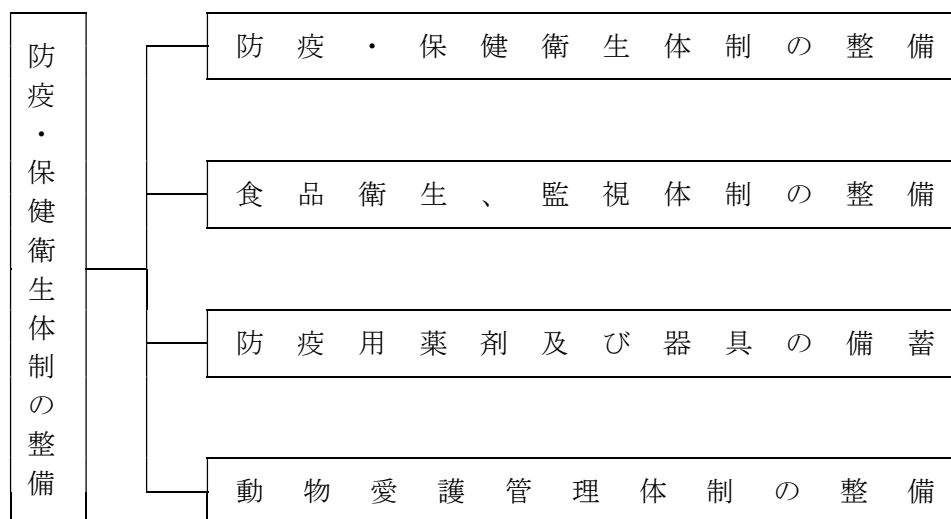 防疫・保健衛生体制の整備
防疫・保健衛生体制の整備
食品衛生、監視体制の整備
防疫用薬剤及び器具の備蓄
動物愛護管理体制の整備